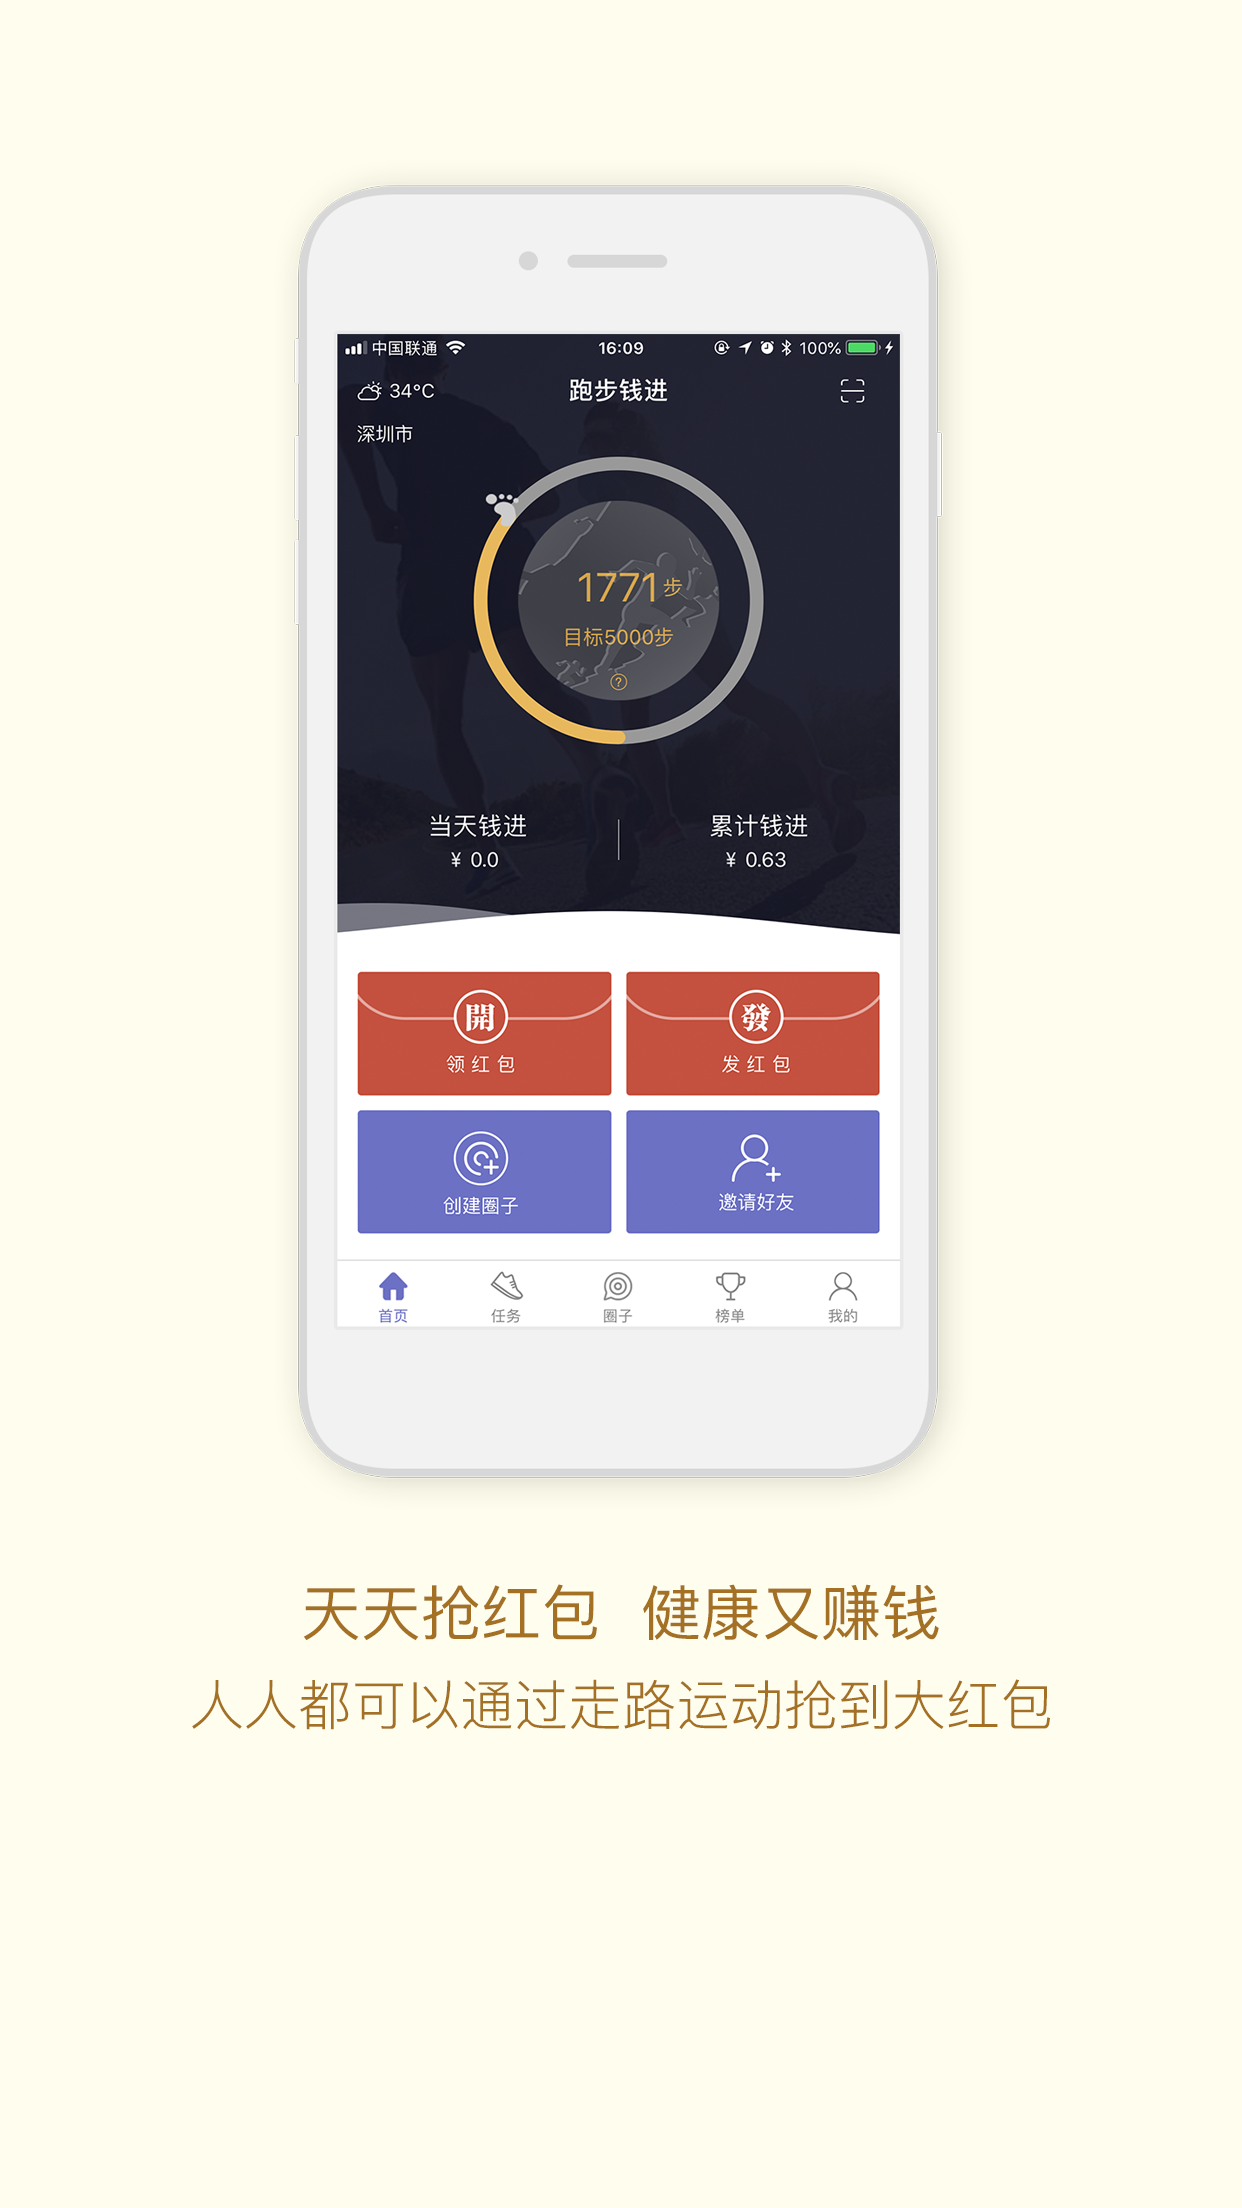 中国联通 16:09 100%
34°C 跑步钱进
深圳市
1771步
目标5000步
?
当天钱进 累计钱进
¥ 0.0 ¥ 0.63
開 發
领红包 发红包
创建圈子 邀请好友
首页 任务 圈子 榜单 我的
天天抢红包 健康又赚钱
人人都可以通过走路运动抢到大红包